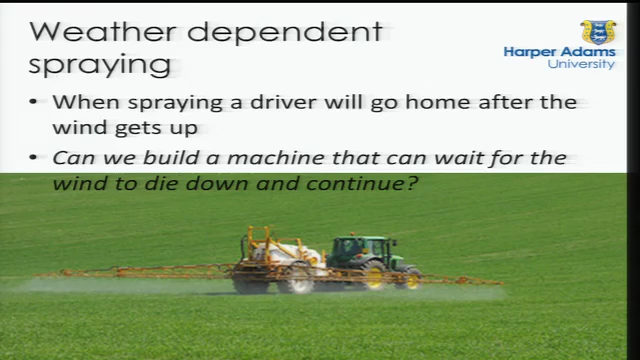 Weather dependent
spraying
Harper Adams
University
• When spraying a driver will go home after the
wind gets up
• Can we build a machine that can wait for the
wind to die down and continue?